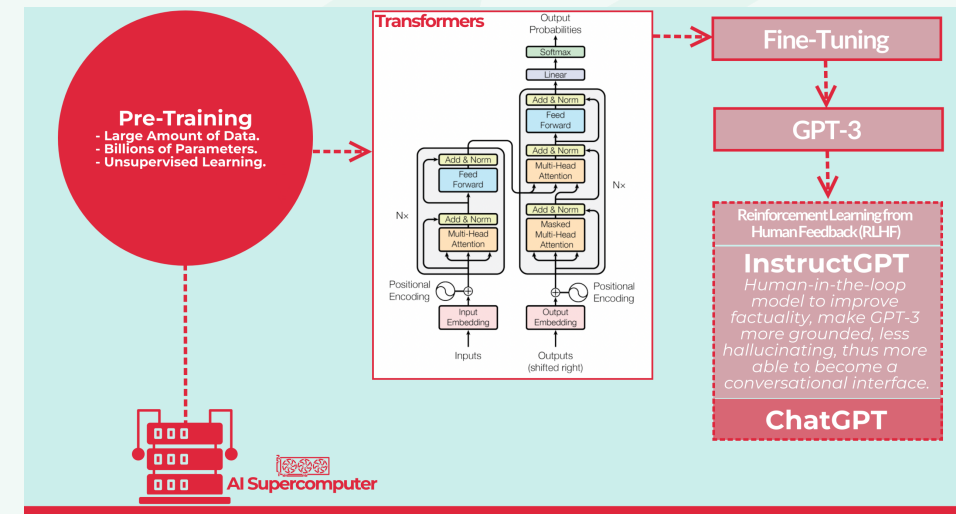 Pre-Training
- Large Amount of Data.
- Billions of Parameters.
- Unsupervised Learning.
AI Supercomputer
Transformers
Output
Probabilities
Softmax
Linear
Add & Norm
Feed
Forward
Add & Norm
Multi-Head
Attention
Add & Norm
Masked
Multi-Head
Attention
Nx
Add & Norm
Feed
Forward
Add & Norm
Multi-Head
Attention
Nx
Positional
Encoding
Positional
Encoding
Input
Embedding
Output
Embedding
Inputs
Outputs
(shifted right)
Fine-Tuning
GPT-3
Reinforcement Learning from
Human Feedback (RLHF)
InstructGPT
Human-in-the-loop
model to improve
factuality, make GPT-3
more grounded, less
hallucinating, thus more
able to become a
conversational interface.
ChatGPT